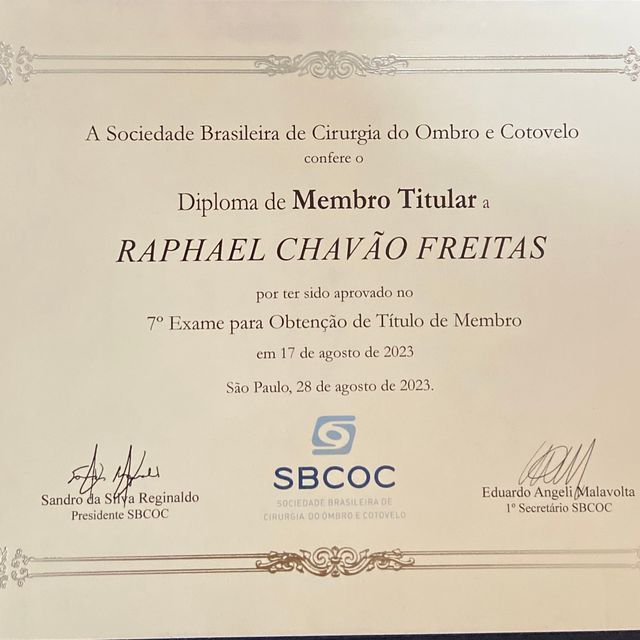 A Sociedade Brasileira de Cirurgia do Ombro e Cotovelo
confere o
Diploma de Membro Titular a
RAPHAEL CHAVÃO FREITAS
por ter sido aprovado no
7º Exame para Obtenção de Título de Membro
em 17 de agosto de 2023
São Paulo, 28 de agosto de 2023.
SBCOC
SOCIEDADE BRASILEIRA DE
CIRURGIA DO OMBRO E COTOVELO
Sandro da Silva Reginaldo
Presidente SBCOC
Eduardo Angeli Malavolta
1º Secretário SBCOC